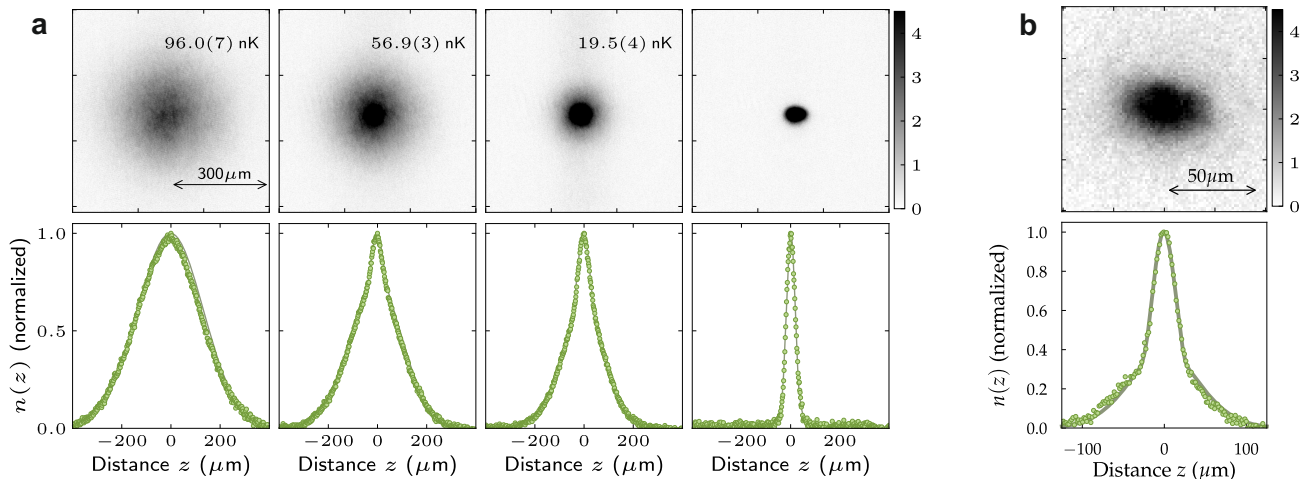 a
96.0(7) nK
56.9(3) nK
19.5(4) nK
300μm
4
3
2
1
0
n(z) (normalized)
1.0
0.5
0.0
−200 0 200
−200 0 200
−200 0 200
−200 0 200
Distance z (μm)
Distance z (μm)
Distance z (μm)
Distance z (μm)
b
50μm
4
3
2
1
0
n(z) (normalized)
1.0
0.8
0.6
0.4
0.2
0.0
−100 0 100
Distance z (μm)